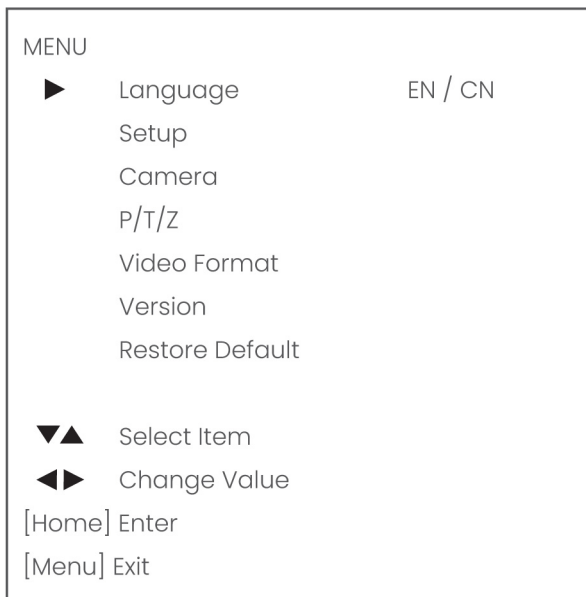 MENU
▶ Language EN / CN
Setup
Camera
P/T/Z
Video Format
Version
Restore Default
▼▲ Select Item
◀▶ Change Value
[Home] Enter
[Menu] Exit